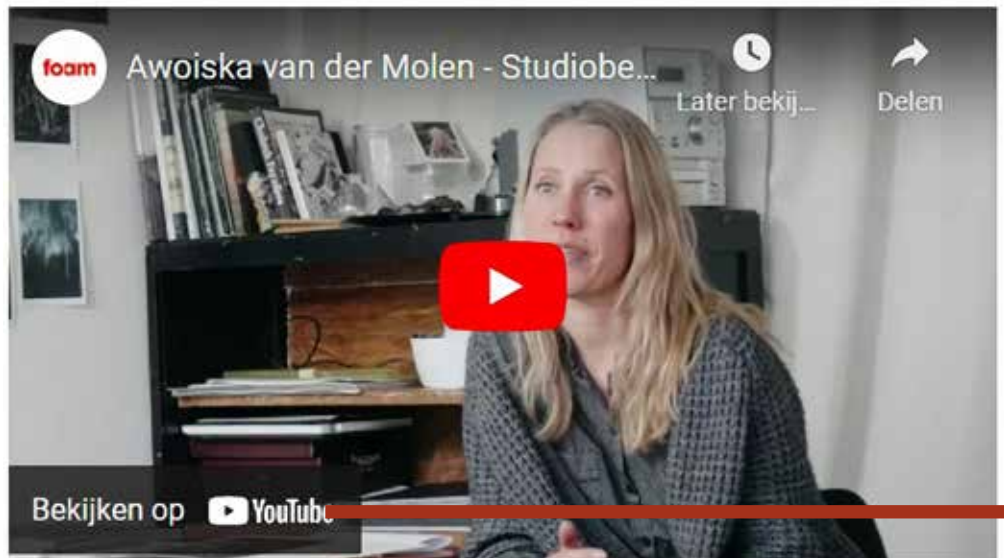 foam
Awoiska van der Molen - Studiobe...
Later bekij...
Delen
Bekijken op YouTube